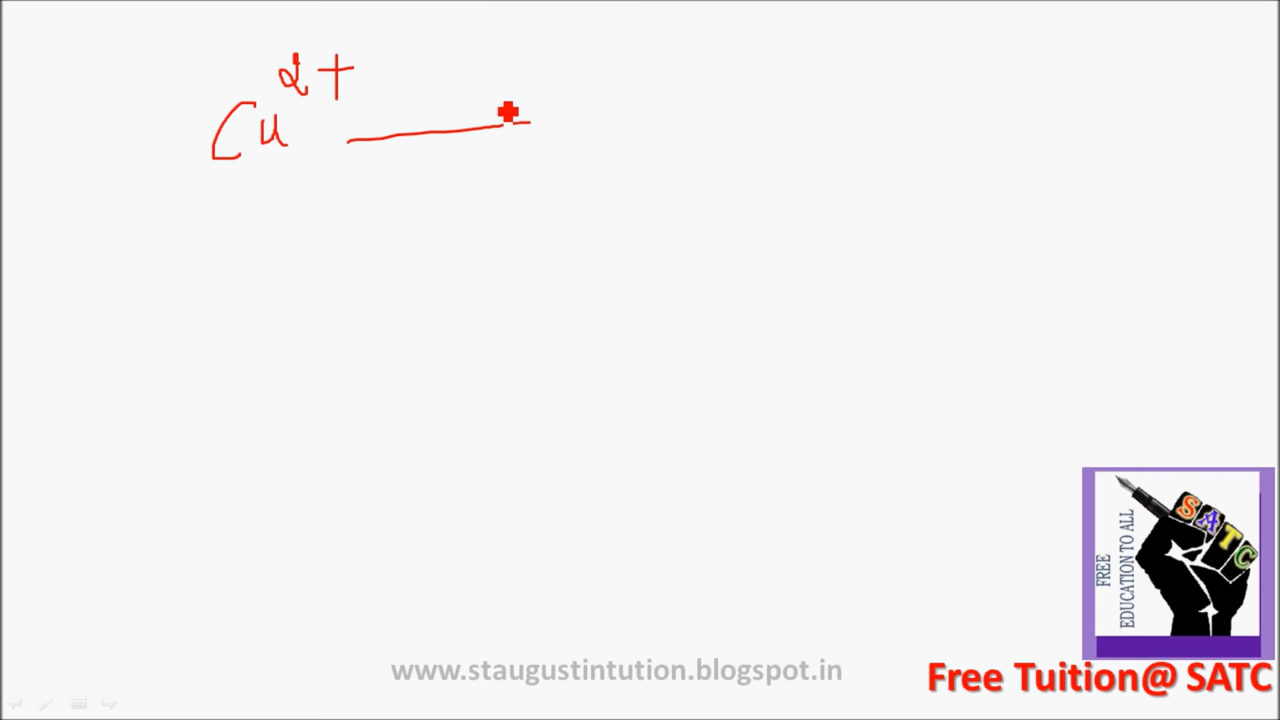 Cu²⁺
SATC
FREE
EDUCATION TO ALL
www.staugustintution.blogspot.in
Free Tuition@ SATC